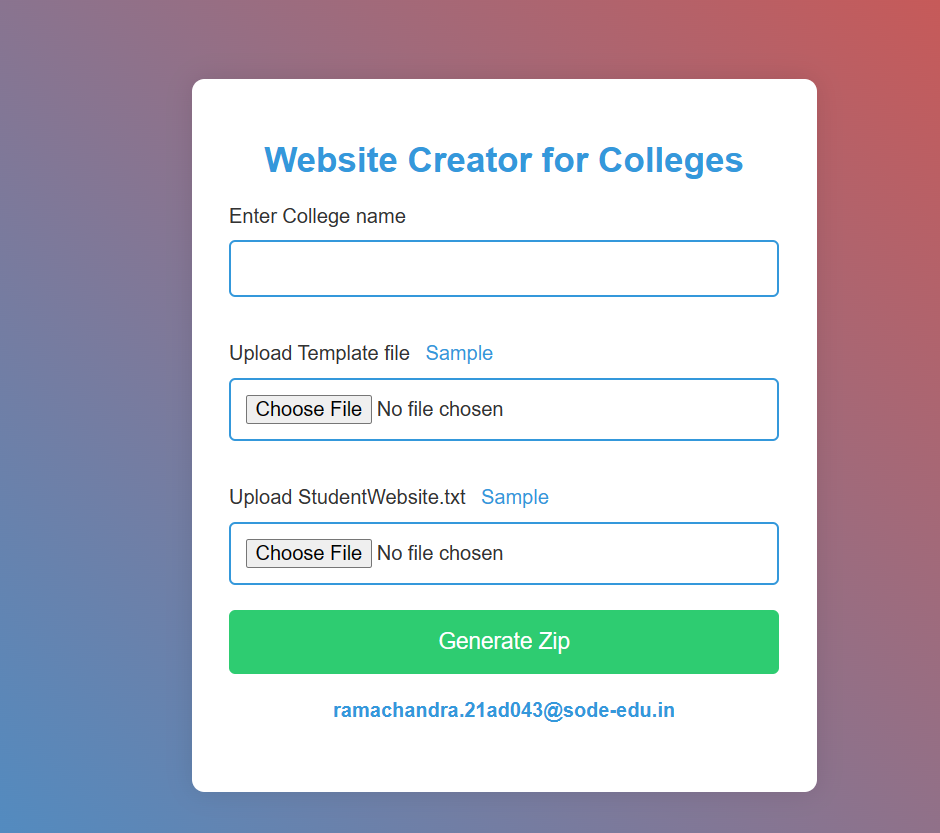 Website Creator for Colleges
Enter College name
Upload Template file Sample
Choose File No file chosen
Upload StudentWebsite.txt Sample
Choose File No file chosen
Generate Zip
ramachandra.21ad043@sode-edu.in